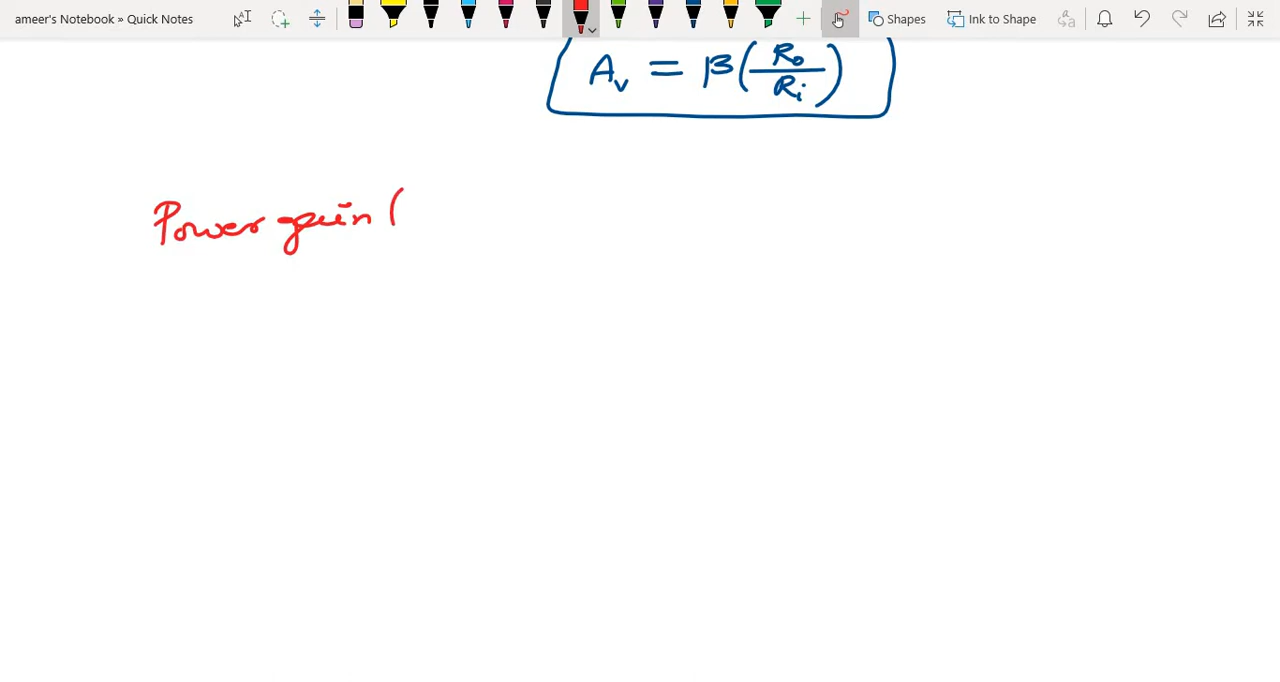 ameer's Notebook » Quick Notes
Shapes
Ink to Shape
A_v = β(R_o/R_i)
Power gain (